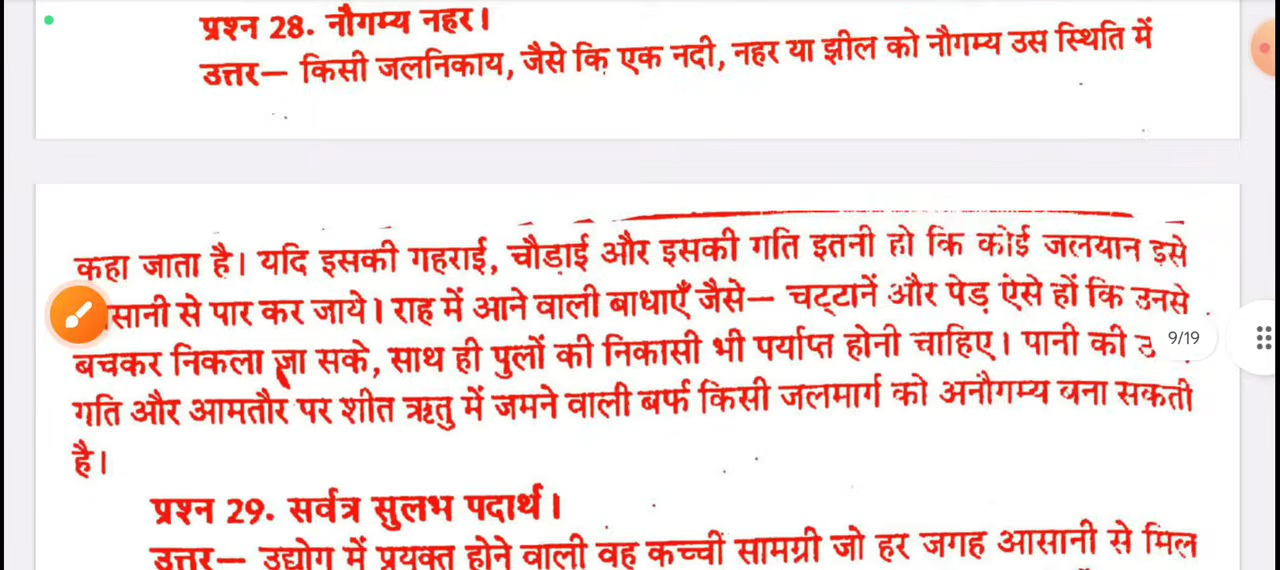 प्रश्न 28. नौगम्य नहर।
उत्तर— किसी जलनिकाय, जैसे कि एक नदी, नहर या झील को नौगम्य उस स्थिति में
कहा जाता है। यदि इसकी गहराई, चौड़ाई और इसकी गति इतनी हो कि कोई जलयान इसे
सानी से पार कर जाये। राह में आने वाली बाधाएँ जैसे— चट्टानें और पेड़ ऐसे हों कि उनसे
बचकर निकला जा सके, साथ ही पुलों की निकासी भी पर्याप्त होनी चाहिए। पानी की
9/19
गति और आमतौर पर शीत ऋतु में जमने वाली बर्फ किसी जलमार्ग को अनौगम्य बना सकती
है।
प्रश्न 29. सर्वत्र सुलभ पदार्थ।
उत्तर— उद्योग में प्रयुक्त होने वाली वह कच्ची सामग्री जो हर जगह आसानी से मिल